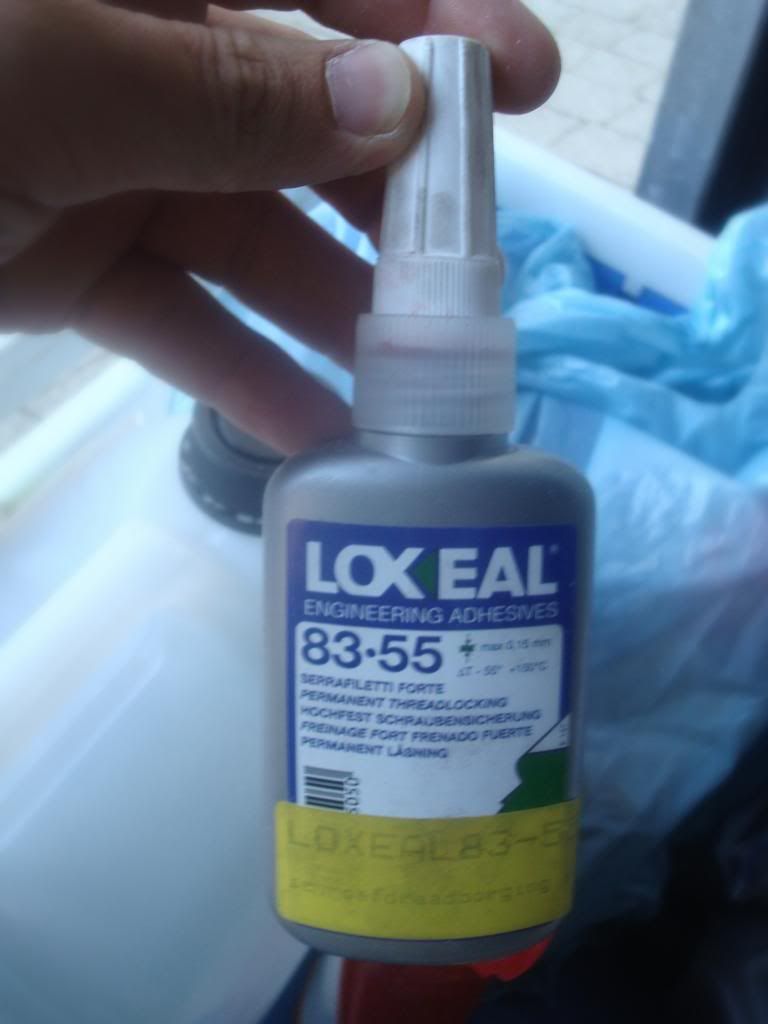 LOXEAL
ENGINEERING ADHESIVES
83-55
max 0,15 mm
ΔT - 55° +150°C
SERRAFILETTI FORTE
PERMANENT THREADLOCKING
HOCHFEST SCHRAUBENSICHERUNG
FREINAGE FORT FRENADO FUERTE
PERMANENT LÅSNING
LOXEAL83-5